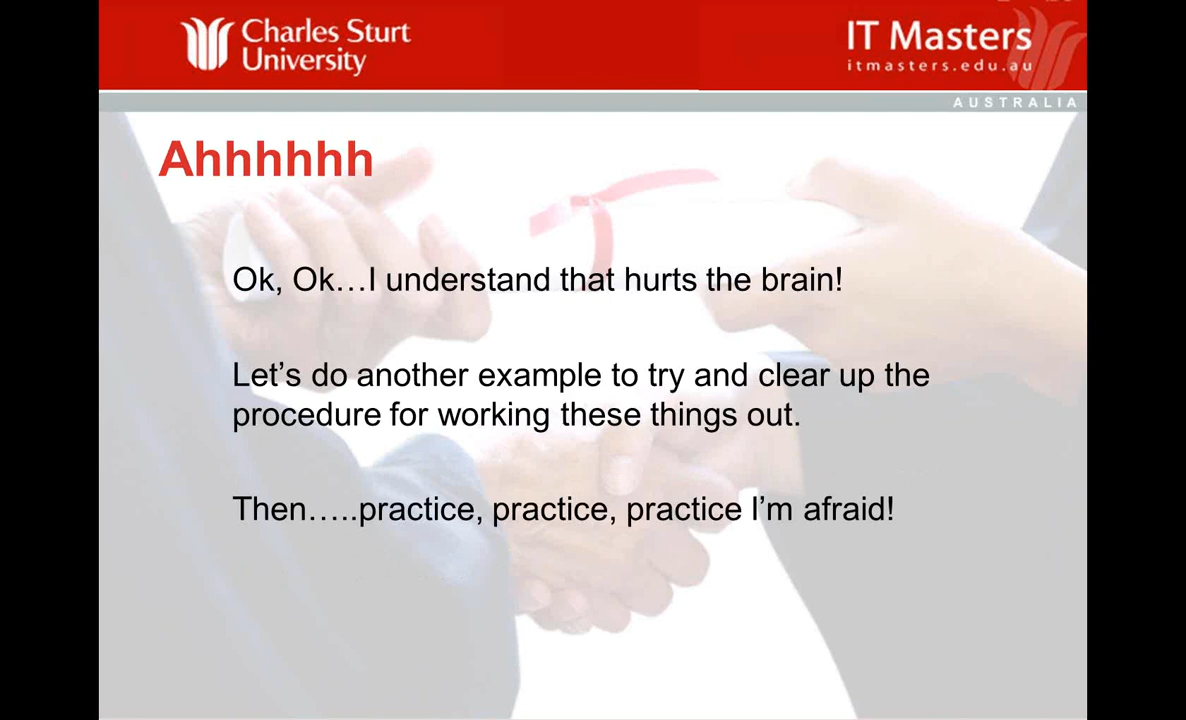 Charles Sturt
University
IT Masters
itmasters.edu.au
AUSTRALIA
Ahhhhhh
Ok, Ok…I understand that hurts the brain!
Let’s do another example to try and clear up the
procedure for working these things out.
Then…..practice, practice, practice I’m afraid!